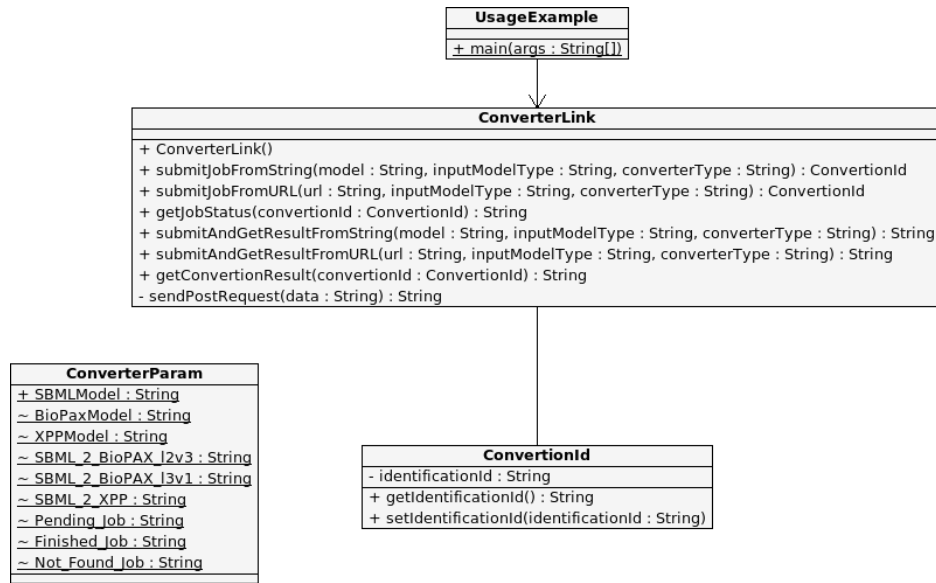 UsageExample
+ main(args : String[])
ConverterLink
+ ConverterLink()
+ submitJobFromString(model : String, inputModelType : String, converterType : String) : ConvertionId
+ submitJobFromURL(url : String, inputModelType : String, converterType : String) : ConvertionId
+ getJobStatus(convertionId : ConvertionId) : String
+ submitAndGetResultFromString(model : String, inputModelType : String, converterType : String) : String
+ submitAndGetResultFromURL(url : String, inputModelType : String, converterType : String) : String
+ getConvertionResult(convertionId : ConvertionId) : String
- sendPostRequest(data : String) : String
ConverterParam
+ SBMLModel : String
~ BioPaxModel : String
~ XPPModel : String
~ SBML_2_BioPAX_l2v3 : String
~ SBML_2_BioPAX_l3v1 : String
~ SBML_2_XPP : String
~ Pending_Job : String
~ Finished_Job : String
~ Not_Found_Job : String
ConvertionId
- identificationId : String
+ getIdentificationId() : String
+ setIdentificationId(identificationId : String)